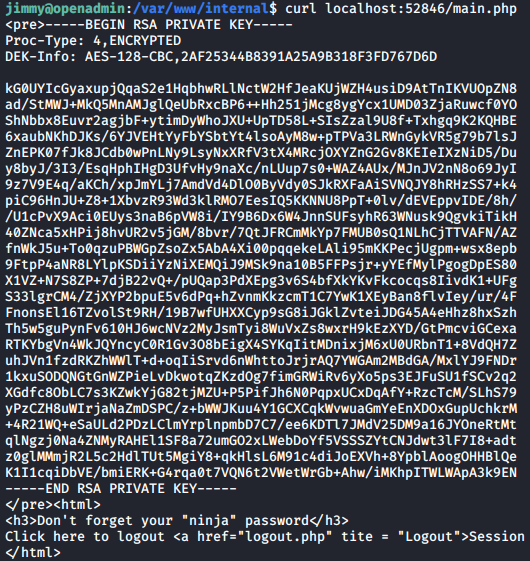 jimmy@openadmin:/var/www/internal$ curl localhost:52846/main.php
<pre>-----BEGIN RSA PRIVATE KEY-----
Proc-Type: 4,ENCRYPTED
DEK-Info: AES-128-CBC,2AF25344B8391A25A9B318F3FD767D6D

kG0UYIcGyaxupjQqaS2e1HqbhwRLlNctW2HfJeaKUjWZH4usiD9AtTnIKVUOpZN8
ad/StMWJ+MkQ5MnAMJglQeUbRxcBP6++Hh251jMcg8ygYcx1UMD03ZjaRuwcf0YO
ShNbbx8Euvr2agjbF+ytimDyWhoJXU+UpTD58L+SIsZzal9U8f+Txhgq9K2KQHBE
6xaubNKhDJKs/6YJVEHtYyFbYSbtYt4lsoAyM8w+pTPVa3LRWnGykVR5g79b7lsJ
ZnEPK07fJk8JCdb0wPnLNy9LsyNxXRfV3tX4MRcjOXYZnG2Gv8KEIeIXzNiD5/Du
y8byJ/3I3/EsqHphIHgD3UfvHy9naXc/nLUup7s0+WAZ4AUx/MJnJV2nN8o69JyI
9z7V9E4q/aKCh/xpJmYLj7AmdVd4DlO0ByVdy0SJkRXFaAiSVNQJY8hRHzSS7+k4
piC96HnJU+Z8+1XbvzR93Wd3klRMO7EesIQ5KKNNU8PpT+0lv/dEVEppvIDE/8h/
/U1cPvX9Aci0EUys3naB6pVW8i/IY9B6Dx6W4JnnSUFsyhR63WNusk9QgvkiTikH
40ZNca5xHPij8hvUR2v5jGM/8bvr/7QtJFRCmMkYp7FMUB0sQ1NLhCjTTVAFN/AZ
fnWkJ5u+To0qzuPBWGpZsoZx5AbA4Xi00pqqekeLAli95mKKPecjUgpm+wsx8epb
9FtpP4aNR8LYlpKSDiiYzNiXEMQiJ9MSk9na10B5FFPsjr+yYEfMylPgogDpES80
X1VZ+N7S8ZP+7djB22vQ+/pUQap3PdXEpg3v6S4bfXkYKvFkcocqs8IivdK1+UFg
S33lgrCM4/ZjXYP2bpuE5v6dPq+hZvnmKkzcmT1C7YwK1XEyBan8flvIey/ur/4F
FnonsEl16TZvolSt9RH/19B7wfUHXXCyp9sG8iJGklZvteiJDG45A4eHhz8hxSzh
Th5w5guPynFv610HJ6wcNVz2MyJsmTyi8WuVxZs8wxrH9kEzXYD/GtPmcviGCexa
RTKYbgVn4WkJQYncyC0R1Gv3O8bEigX4SYKqIitMDnixjM6xU0URbnT1+8VdQH7Z
uhJVn1fzdRKZhWWlT+d+oqIiSrvd6nWhttoJrjrAQ7YWGAm2MBdGA/MxlYJ9FNDr
1kxuSODQNGtGnWZPieLvDkwotqZKzdOg7fimGRWiRv6yXo5ps3EJFuSU1fSCv2q2
XGdfc8ObLC7s3KZwkYjG82tjMZU+P5PifJh6N0PqpxUCxDqAfY+RzcTcM/SLhS79
yPzCZH8uWIrjaNaZmDSPC/z+bWWJKuu4Y1GCXCqkWvwuaGmYeEnXDOxGupUchkrM
+4R21WQ+eSaULd2PDzLClmYrplnpmbD7C7/ee6KDTl7JMdV25DM9a16JYOneRtMt
qlNgzj0Na4ZNMyRAHEl1SF8a72umGO2xLWebDoYf5VSSSZYtCNJdwt3lF7I8+adt
z0glMMmjR2L5c2HdlTUt5MgiY8+qkHlsL6M91c4diJoEXVh+8YpblAoogOHHBlQe
K1I1cqiDbVE/bmiERK+G4rqa0t7VQN6t2VWetWrGb+Ahw/iMKhpITWLWApA3k9EN
-----END RSA PRIVATE KEY-----
</pre><html>
<h3>Don't forget your "ninja" password</h3>
Click here to logout <a href="logout.php" tite = "Logout">Session
</html>